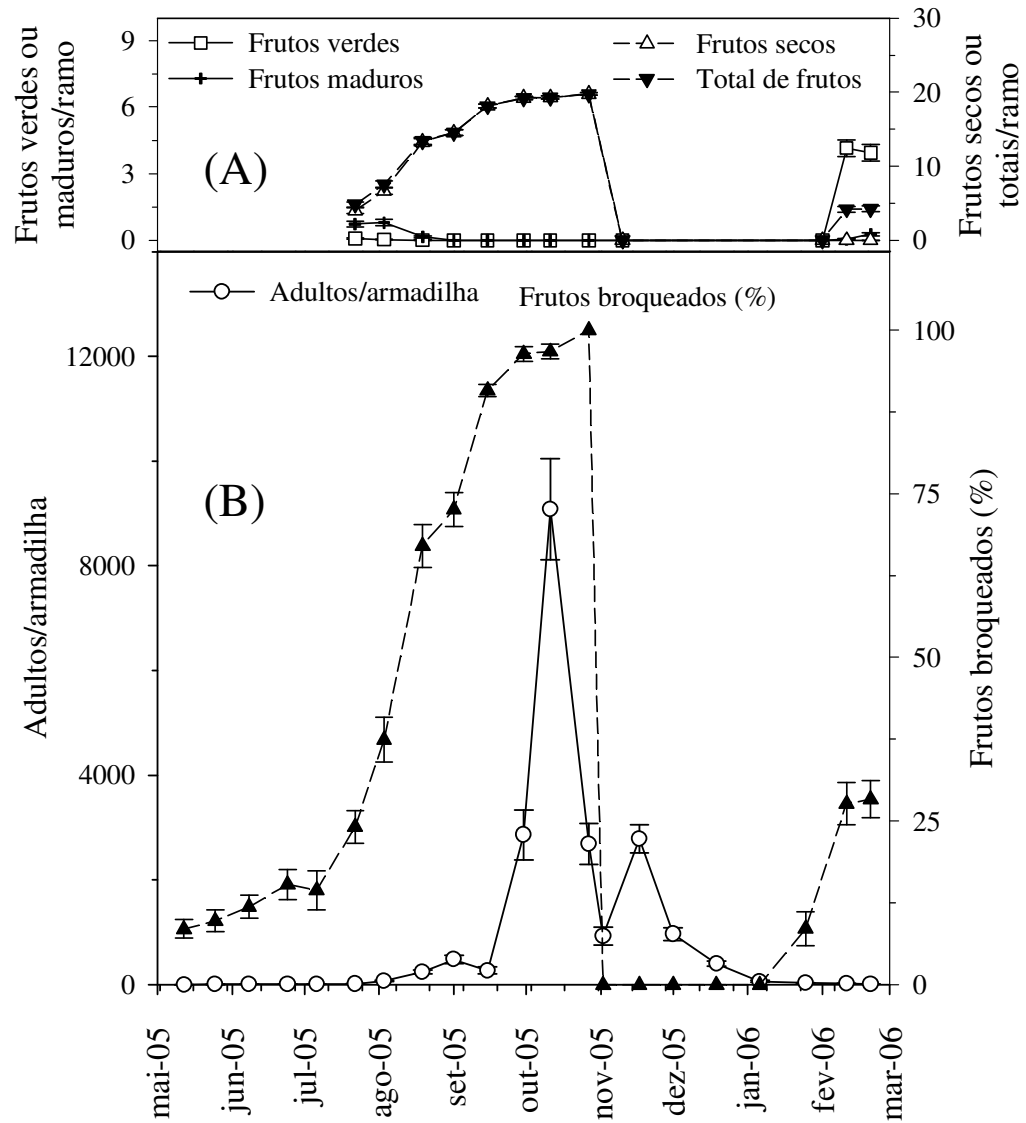 Frutos verdes ou
maduros/ramo
9
6
3
0
Frutos verdes
Frutos maduros
Frutos secos
Total de frutos
(A)
30
20
10
0
Frutos secos ou
totais/ramo
Adultos/armadilha
Frutos broqueados (%)
(B)
Adultos/armadilha
12000
8000
4000
0
100
75
50
25
0
Frutos broqueados (%)
mai-05
jun-05
jul-05
ago-05
set-05
out-05
nov-05
dez-05
jan-06
fev-06
mar-06